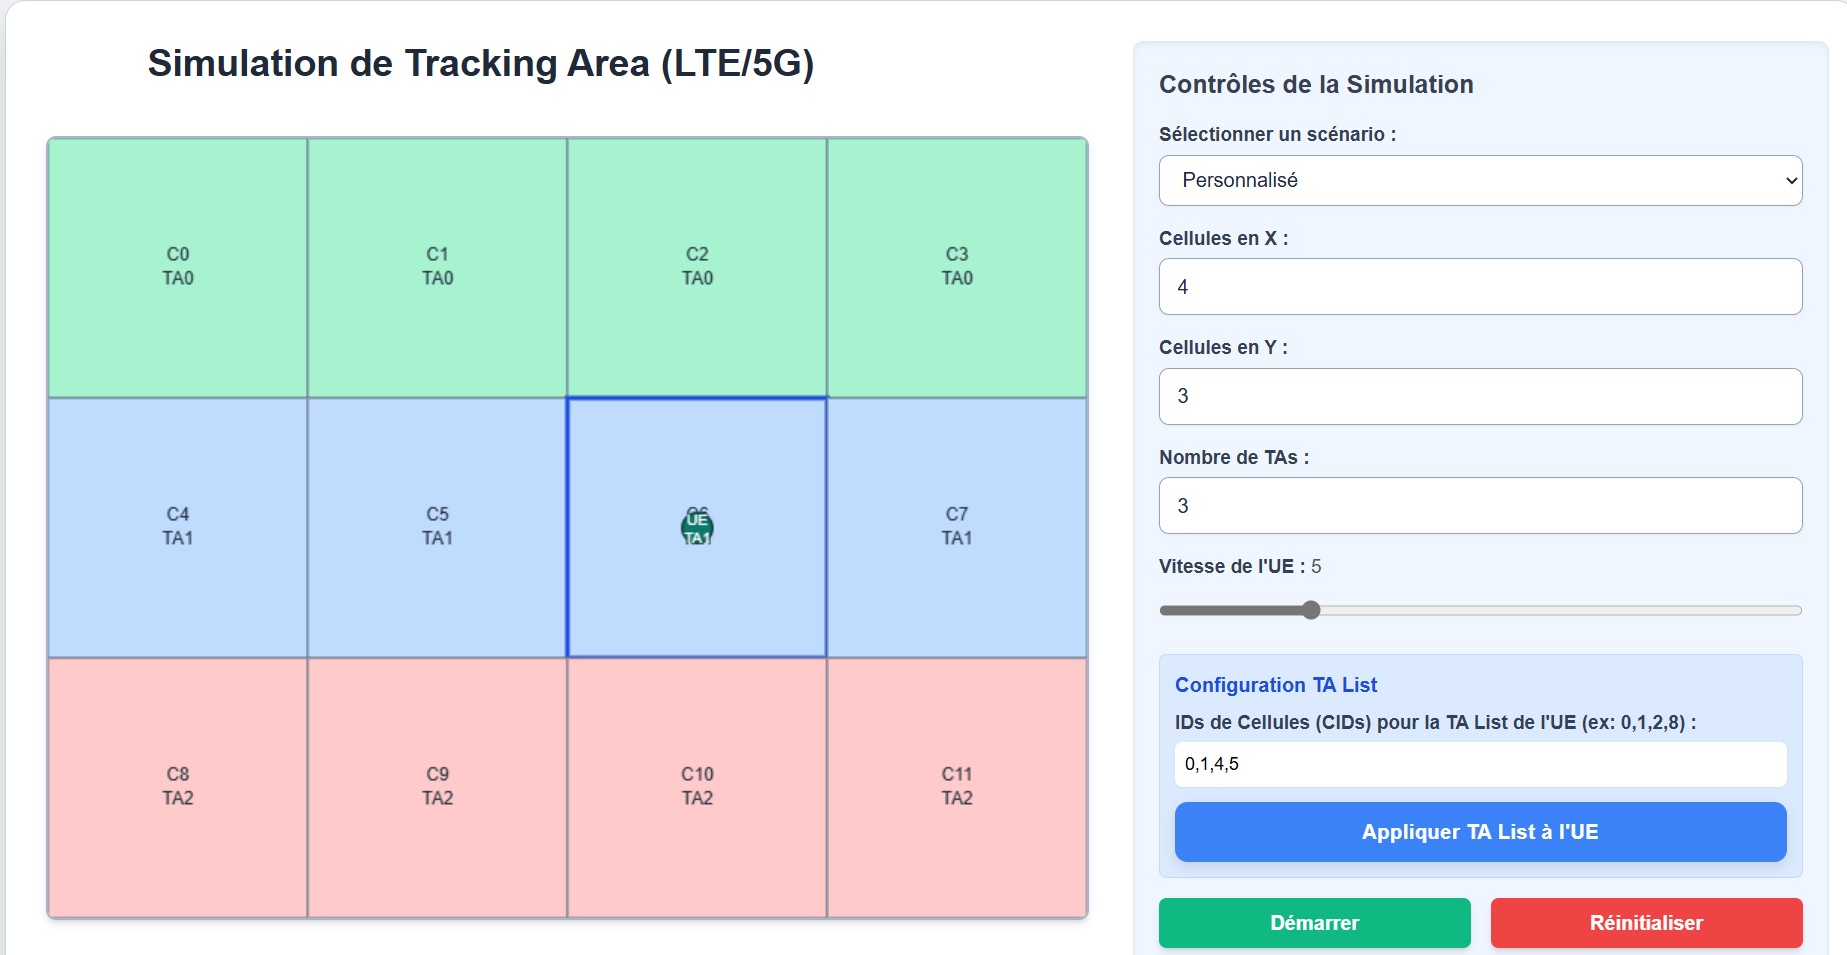 Simulation de Tracking Area (LTE/5G)
C0
TA0
C1
TA0
C2
TA0
C3
TA0
C4
TA1
C5
TA1
UE
TA1
C7
TA1
C8
TA2
C9
TA2
C10
TA2
C11
TA2
Contrôles de la Simulation
Sélectionner un scénario :
Personnalisé
Cellules en X :
4
Cellules en Y :
3
Nombre de TAs :
3
Vitesse de l'UE : 5
Configuration TA List
IDs de Cellules (CIDs) pour la TA List de l'UE (ex: 0,1,2,8) :
0,1,4,5
Appliquer TA List à l'UE
Démarrer
Réinitialiser